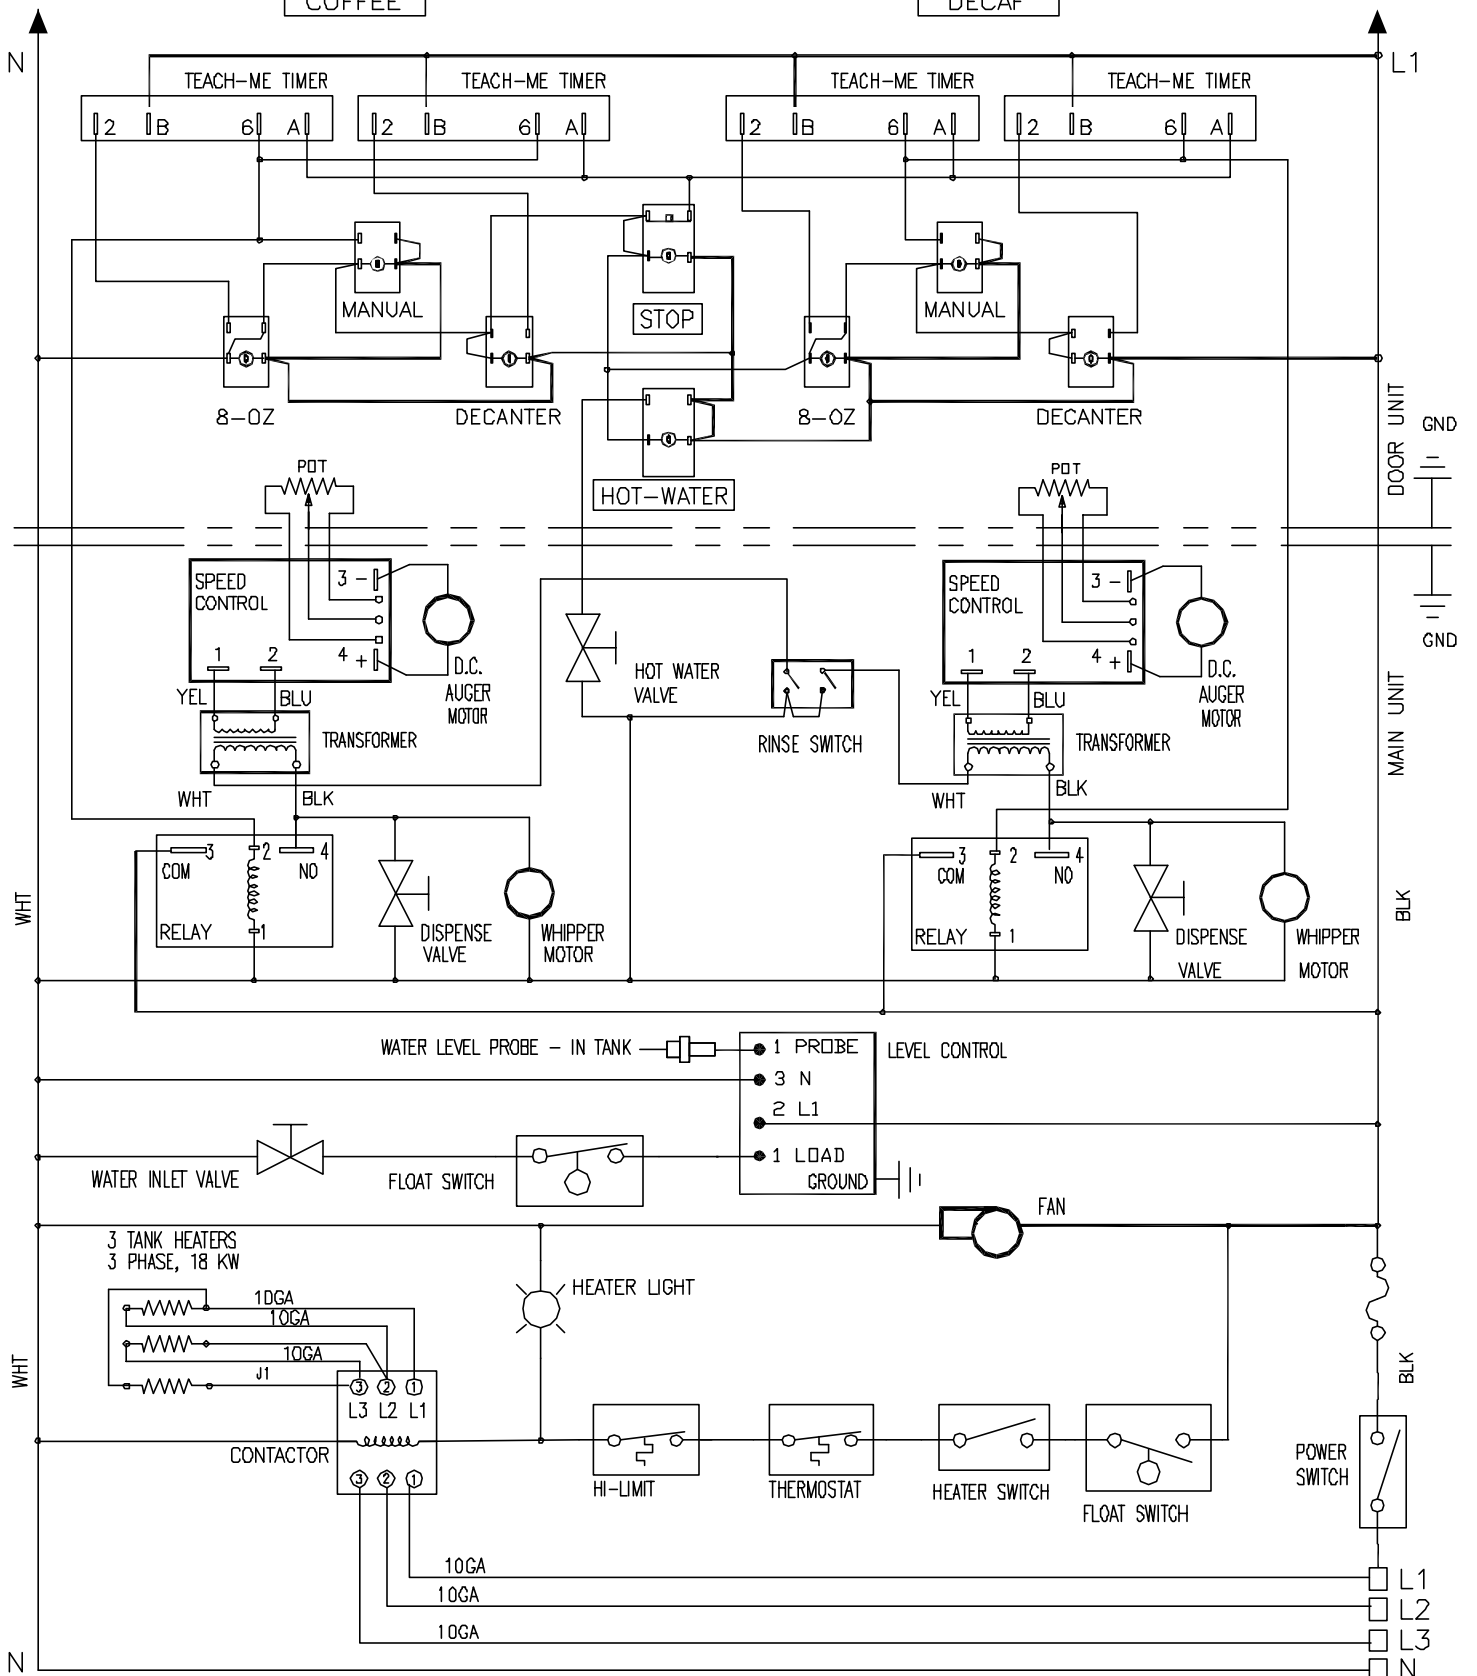 COFFEE DECAF
N L1
TEACH-ME TIMER TEACH-ME TIMER TEACH-ME TIMER TEACH-ME TIMER
2 B 6 A 2 B 6 A 2 B 6 A 2 B 6 A
MANUAL STOP MANUAL
8-OZ DECANTER 8-OZ DECANTER
HOT-WATER
DOOR UNIT
GND
POT POT
SPEED
CONTROL
3 -
4 +
1 2
SPEED
CONTROL
3 -
4 +
1 2
GND
D.C.
AUGER
MOTOR
HOT WATER
VALVE
D.C.
AUGER
MOTOR
YEL BLU YEL BLU
TRANSFORMER RINSE SWITCH TRANSFORMER
MAIN UNIT
WHT BLK WHT BLK
3 2 4 3 2 4
COM NO COM NO
RELAY 1 RELAY 1
DISPENSE
VALVE
WHIPPER
MOTOR
DISPENSE
VALVE
WHIPPER
MOTOR
WHT BLK
WATER LEVEL PROBE - IN TANK
1 PROBE
3 N
2 L1
1 LOAD
GROUND
LEVEL CONTROL
WATER INLET VALVE FLOAT SWITCH
FAN
3 TANK HEATERS
3 PHASE, 18 KW
HEATER LIGHT
10GA
10GA
10GA
J1
WHT BLK
3 2 1
L3 L2 L1
CONTACTOR
3 2 1
HI-LIMIT THERMOSTAT HEATER SWITCH FLOAT SWITCH
POWER
SWITCH
10GA L1
10GA L2
10GA L3
N N